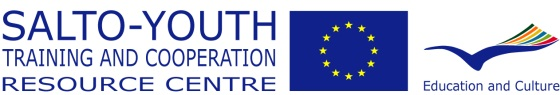 SALTO-YOUTH
TRAINING AND COOPERATION
RESOURCE CENTRE
Education and Culture